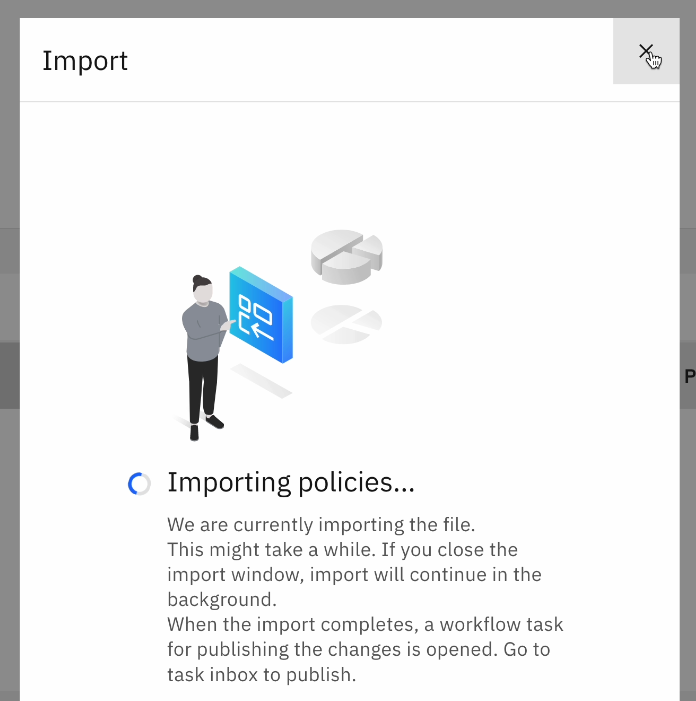 Import
Importing policies...
We are currently importing the file.
This might take a while. If you close the
import window, import will continue in the
background.
When the import completes, a workflow task
for publishing the changes is opened. Go to
task inbox to publish.
P